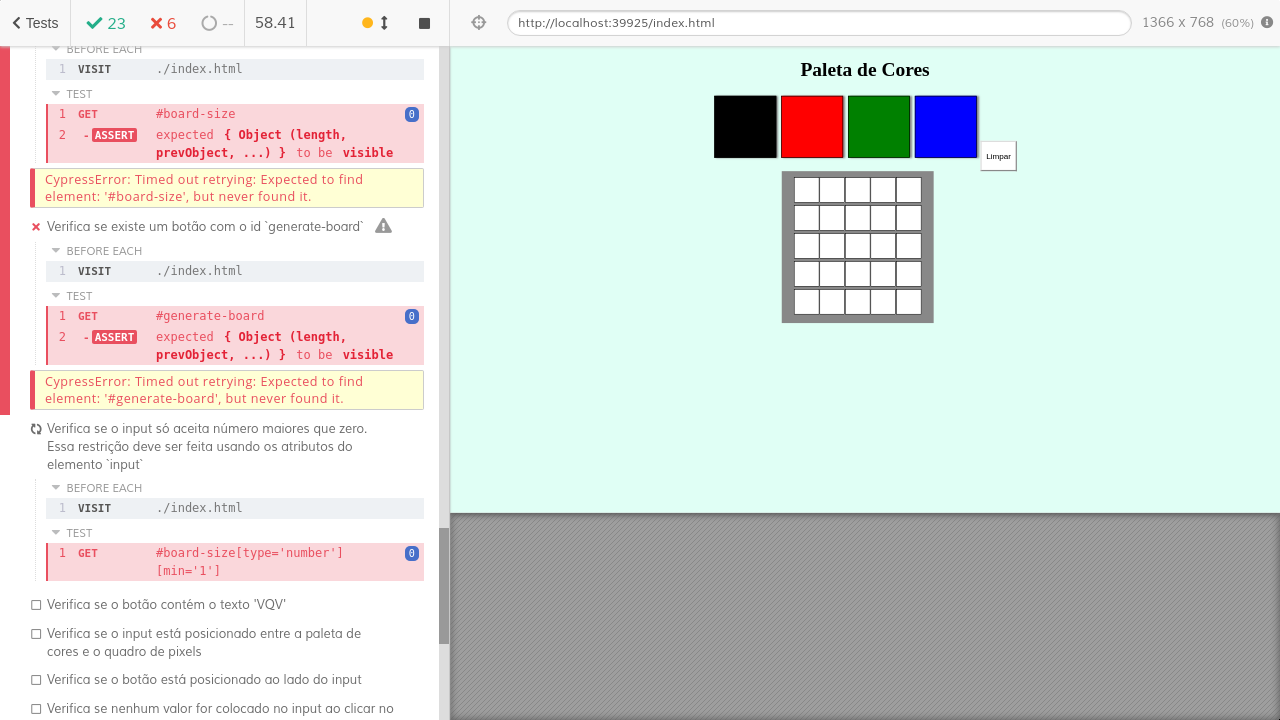 Tests
23
6
--
58.41
http://localhost:39925/index.html
1366 x 768 (60%)
BEFORE EACH
1 VISIT ./index.html
TEST
1 GET #board-size 0
2 -ASSERT expected { Object (length,
prevObject, ...) } to be visible
CypressError: Timed out retrying: Expected to find
element: '#board-size', but never found it.
Verifica se existe um botão com o id `generate-board`
BEFORE EACH
1 VISIT ./index.html
TEST
1 GET #generate-board 0
2 -ASSERT expected { Object (length,
prevObject, ...) } to be visible
CypressError: Timed out retrying: Expected to find
element: '#generate-board', but never found it.
Verifica se o input só aceita número maiores que zero.
Essa restrição deve ser feita usando os atributos do
elemento `input`
BEFORE EACH
1 VISIT ./index.html
TEST
1 GET #board-size[type='number'] 0
[min='1']
Verifica se o botão contém o texto 'VQV'
Verifica se o input está posicionado entre a paleta de
cores e o quadro de pixels
Verifica se o botão está posicionado ao lado do input
Verifica se nenhum valor for colocado no input ao clicar no
Paleta de Cores
Limpar